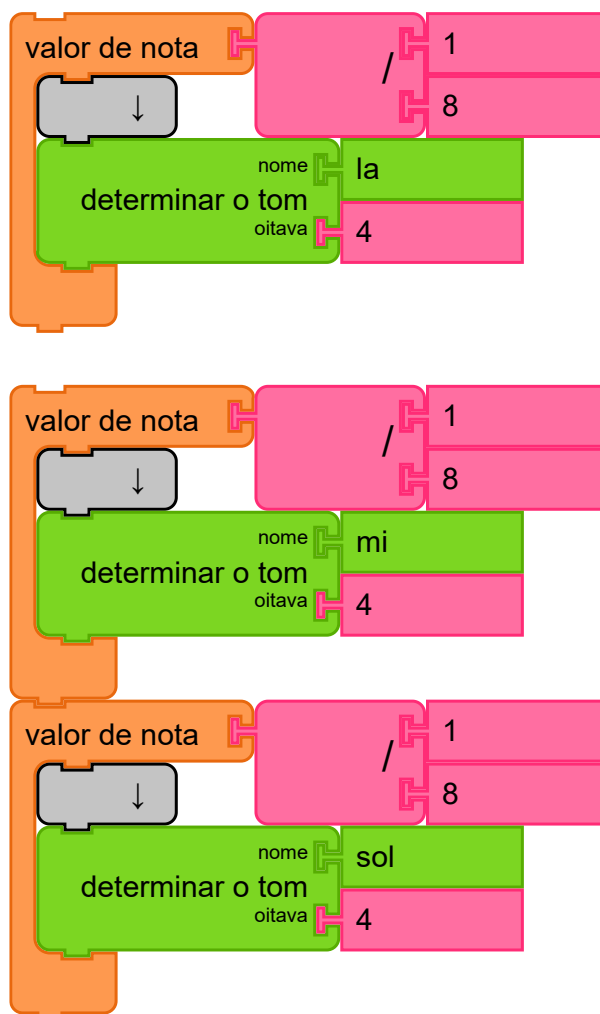 valor de nota / 1
8
↓
nome la
determinar o tom
oitava 4
valor de nota / 1
8
↓
nome mi
determinar o tom
oitava 4
valor de nota / 1
8
↓
nome sol
determinar o tom
oitava 4